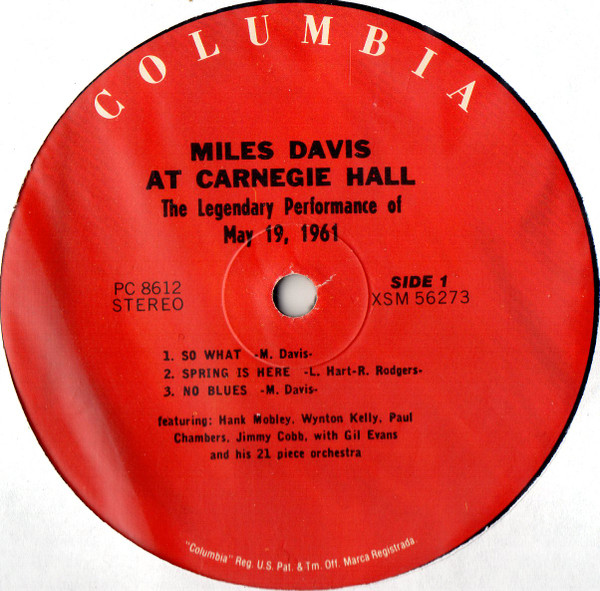 COLUMBIA
MILES DAVIS
AT CARNEGIE HALL
The Legendary Performance of
May 19, 1961
PC 8612
STEREO
SIDE 1
XSM 56273
1. SO WHAT -M. Davis-
2. SPRING IS HERE -L. Hart-R. Rodgers-
3. NO BLUES -M. Davis-
featuring: Hank Mobley, Wynton Kelly, Paul
Chambers, Jimmy Cobb, with Gil Evans
and his 21 piece orchestra
"Columbia" Reg. U.S. Pat. & Tm. Off. Marca Registrada.